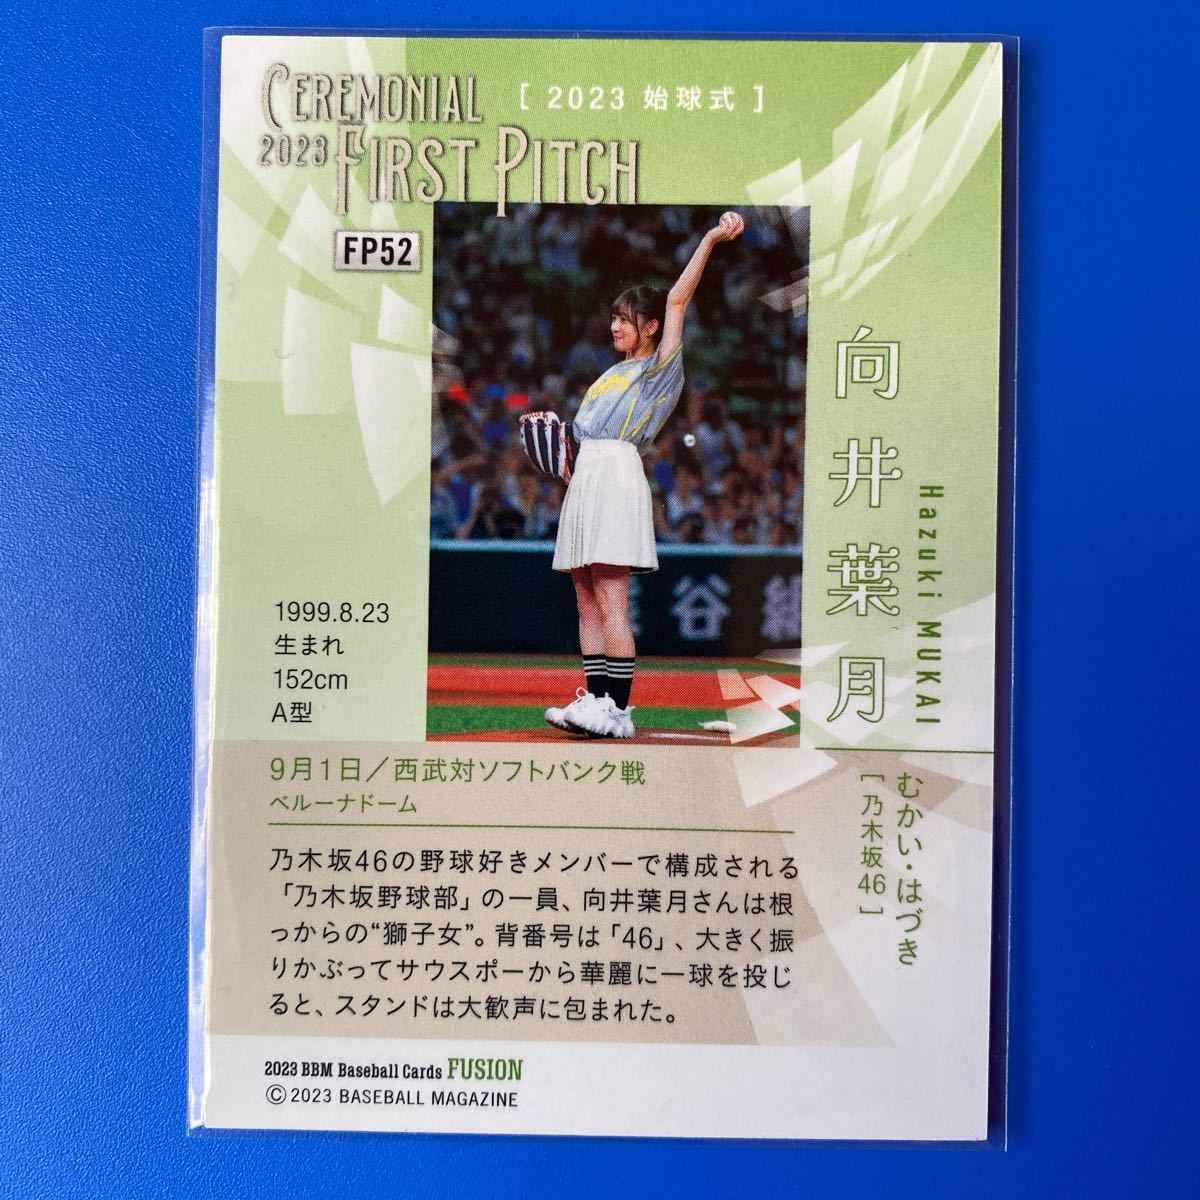 CEREMONIAL
2023 FIRST PITCH
[ 2023 始球式 ]
FP52
向井葉月
Hazuki MUKAI
むかい・はづき
[乃木坂46]
1999.8.23
生まれ
152cm
A型
9月1日／西武対ソフトバンク戦
ベルーナドーム
乃木坂46の野球好きメンバーで構成される
「乃木坂野球部」の一員、向井葉月さんは根
っからの“獅子女”。背番号は「46」、大きく振
りかぶってサウスポーから華麗に一球を投じ
ると、スタンドは大歓声に包まれた。
2023 BBM Baseball Cards FUSION
©2023 BASEBALL MAGAZINE